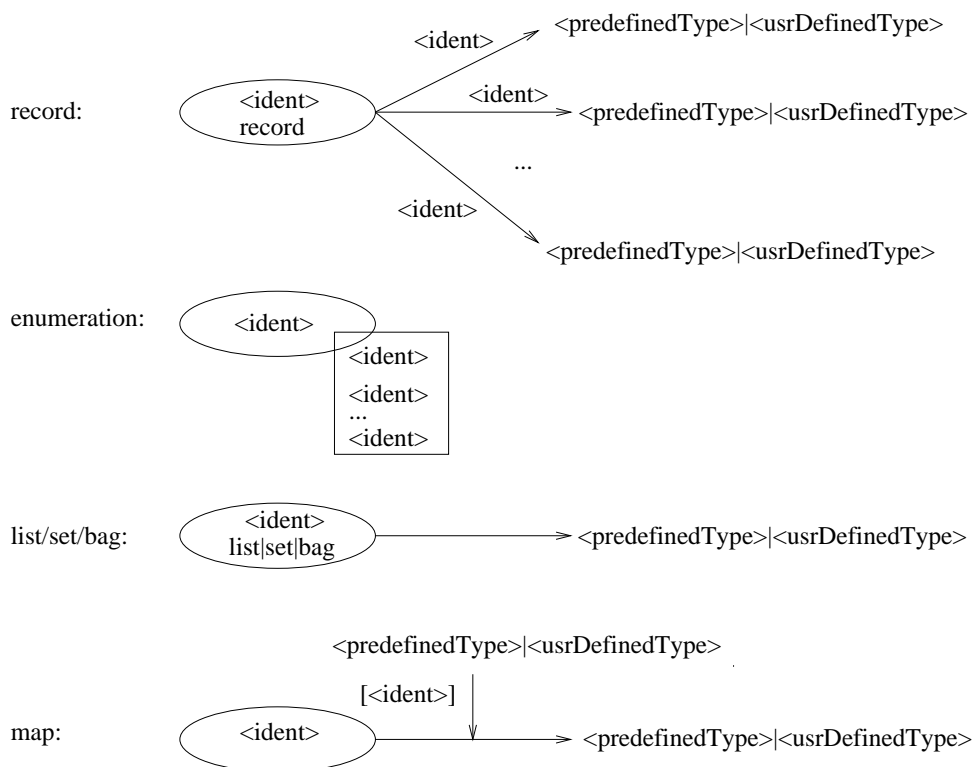 <ident>
<predefinedType>|<usrDefinedType>
record:
<ident>
record
<ident>
<predefinedType>|<usrDefinedType>
...
<ident>
<predefinedType>|<usrDefinedType>
enumeration:
<ident>
<ident>
<ident>
...
<ident>
list/set/bag:
<ident>
list|set|bag
<predefinedType>|<usrDefinedType>
<predefinedType>|<usrDefinedType>
[<ident>]
map:
<ident>
<predefinedType>|<usrDefinedType>